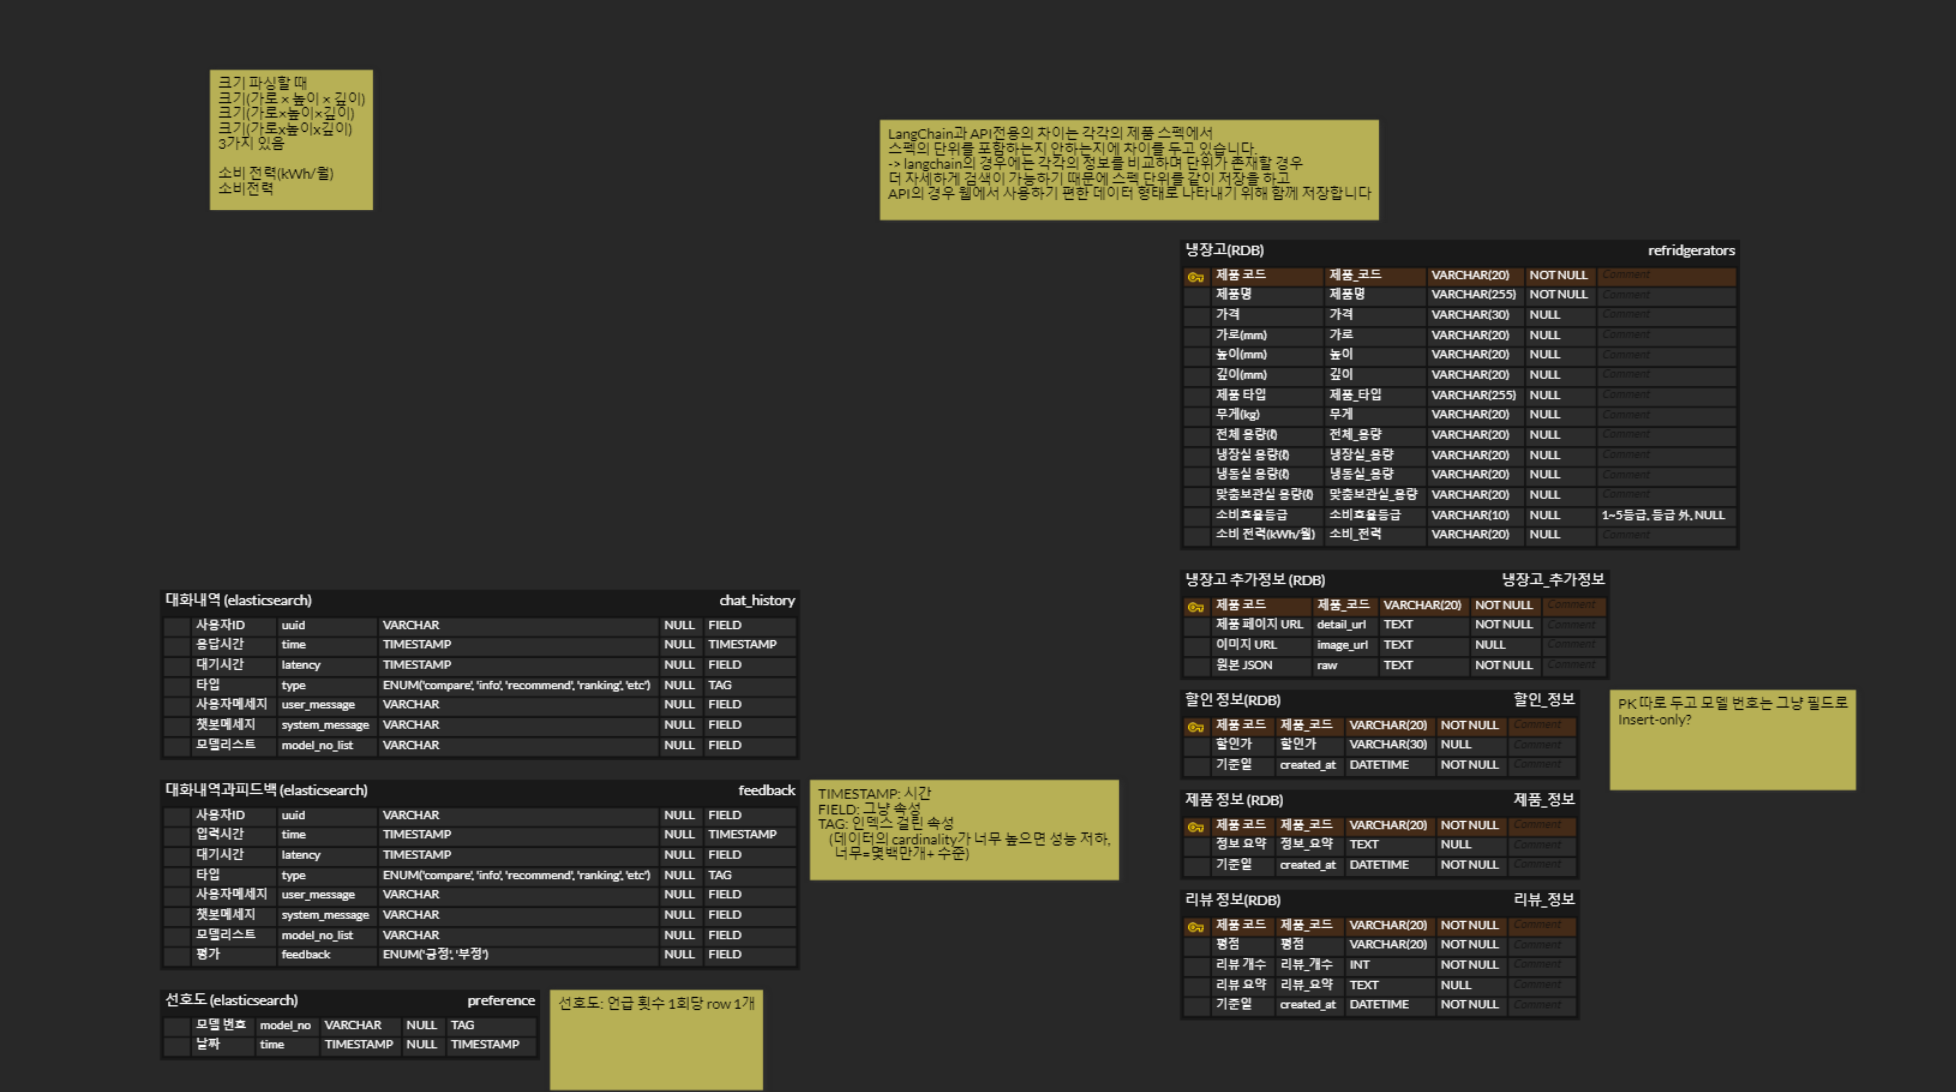 크기 파싱할 때
크기(가로 × 높이 × 깊이)
크기(가로×높이×깊이)
크기(가로x높이x깊이)
3가지 있음
소비 전력(kWh/월)
소비전력
LangChain과 API전용의 차이는 각각의 제품 스펙에서
스펙의 단위를 포함하는지 안하는지에 차이를 두고 있습니다.
-> langchain의 경우에는 각각의 정보를 비교하며 단위가 존재할 경우
더 자세하게 검색이 가능하기 때문에 스펙 단위를 같이 저장을 하고
API의 경우 웹에서 사용하기 편한 데이터 형태로 나타내기 위해 함께 저장합니다
냉장고(RDB) refridgerators
제품 코드 제품_코드 VARCHAR(20) NOT NULL Comment
제품명 제품명 VARCHAR(255) NOT NULL Comment
가격 가격 VARCHAR(30) NULL Comment
가로(mm) 가로 VARCHAR(20) NULL Comment
높이(mm) 높이 VARCHAR(20) NULL Comment
깊이(mm) 깊이 VARCHAR(20) NULL Comment
제품 타입 제품_타입 VARCHAR(255) NULL Comment
무게(kg) 무게 VARCHAR(20) NULL Comment
전체 용량(ℓ) 전체_용량 VARCHAR(20) NULL Comment
냉장실 용량(ℓ) 냉장실_용량 VARCHAR(20) NULL Comment
냉동실 용량(ℓ) 냉동실_용량 VARCHAR(20) NULL Comment
맞춤보관실 용량(ℓ) 맞춤보관실_용량 VARCHAR(20) NULL Comment
소비효율등급 소비효율등급 VARCHAR(10) NULL 1~5등급, 등급 外, NULL
소비 전력(kWh/월) 소비_전력 VARCHAR(20) NULL Comment
냉장고 추가정보 (RDB) 냉장고_추가정보
제품 코드 제품_코드 VARCHAR(20) NOT NULL Comment
제품 페이지 URL detail_url TEXT NOT NULL Comment
이미지 URL image_url TEXT NULL Comment
원본 JSON raw TEXT NOT NULL Comment
할인 정보(RDB) 할인_정보
제품 코드 제품_코드 VARCHAR(20) NOT NULL Comment
할인가 할인가 VARCHAR(30) NULL Comment
기준일 created_at DATETIME NOT NULL Comment
PK 따로 두고 모델 번호는 그냥 필드로
Insert-only?
제품 정보 (RDB) 제품_정보
제품 코드 제품_코드 VARCHAR(20) NOT NULL Comment
정보 요약 정보_요약 TEXT NULL Comment
기준일 created_at DATETIME NOT NULL Comment
리뷰 정보(RDB) 리뷰_정보
제품 코드 제품_코드 VARCHAR(20) NOT NULL Comment
평점 평점 VARCHAR(20) NOT NULL Comment
리뷰 개수 리뷰_개수 INT NOT NULL Comment
리뷰 요약 리뷰_요약 TEXT NULL Comment
기준일 created_at DATETIME NOT NULL Comment
대화내역 (elasticsearch) chat_history
사용자ID uuid VARCHAR NULL FIELD
응답시간 time TIMESTAMP NULL TIMESTAMP
대기시간 latency TIMESTAMP NULL FIELD
타입 type ENUM('compare', 'info', 'recommend', 'ranking', 'etc') NULL TAG
사용자메세지 user_message VARCHAR NULL FIELD
챗봇메세지 system_message VARCHAR NULL FIELD
모델리스트 model_no_list VARCHAR NULL FIELD
대화내역과피드백 (elasticsearch) feedback
사용자ID uuid VARCHAR NULL FIELD
입력시간 time TIMESTAMP NULL TIMESTAMP
대기시간 latency TIMESTAMP NULL FIELD
타입 type ENUM('compare', 'info', 'recommend', 'ranking', 'etc') NULL TAG
사용자메세지 user_message VARCHAR NULL FIELD
챗봇메세지 system_message VARCHAR NULL FIELD
모델리스트 model_no_list VARCHAR NULL FIELD
평가 feedback ENUM('긍정', '부정') NULL FIELD
TIMESTAMP: 시간
FIELD: 그냥 속성
TAG: 인덱스 걸린 속성
(데이터의 cardinality가 너무 높으면 성능 저하,
너무=몇백만개+ 수준)
선호도 (elasticsearch) preference
모델 번호 model_no VARCHAR NULL TAG
날짜 time TIMESTAMP NULL TIMESTAMP
선호도: 언급 횟수 1회당 row 1개